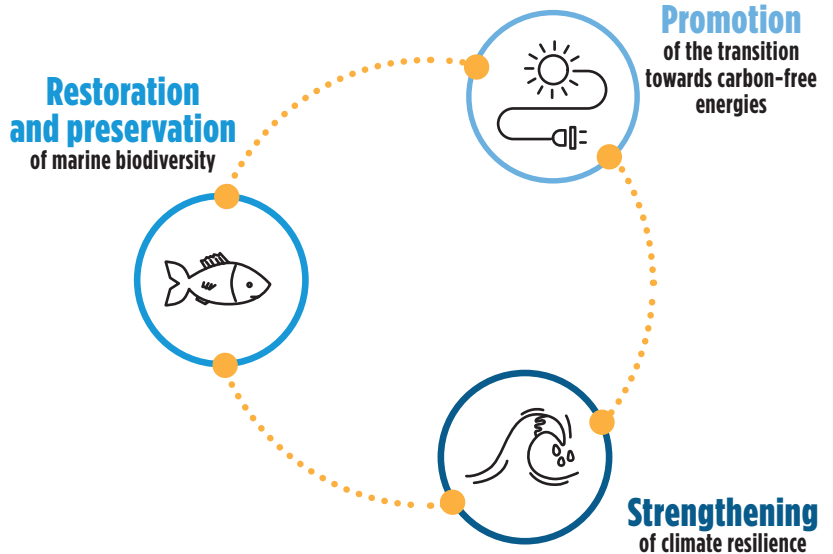 Promotion
of the transition
towards carbon-free
energies
Restoration
and preservation
of marine biodiversity
Strengthening
of climate resilience